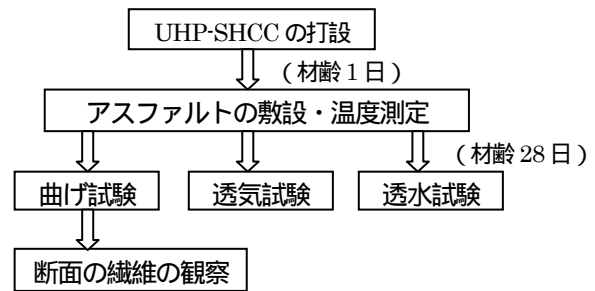 UHP-SHCC の打設
（材齢 1 日）
アスファルトの敷設・温度測定
（材齢 28 日）
曲げ試験
透気試験
透水試験
断面の繊維の観察